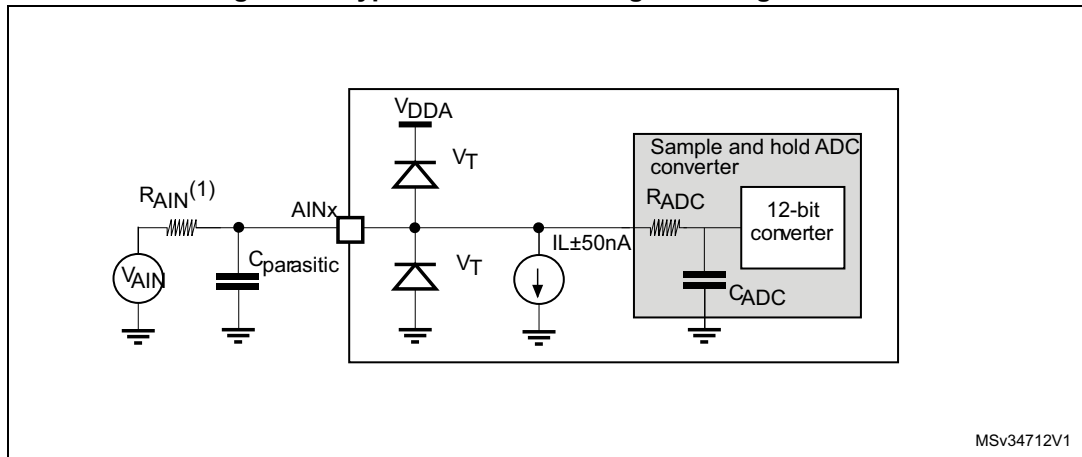 VDDA
VT
Sample and hold ADC
converter
RAIN(1)
AINx
RADC
12-bit
converter
IL±50nA
VT
Cparasitic
VAIN
CADC
MSv34712V1